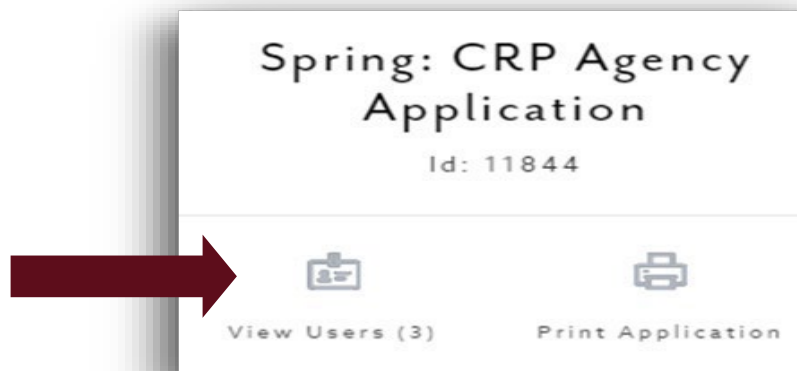 Spring: CRP Agency
Application
Id: 11844
View Users (3) Print Application